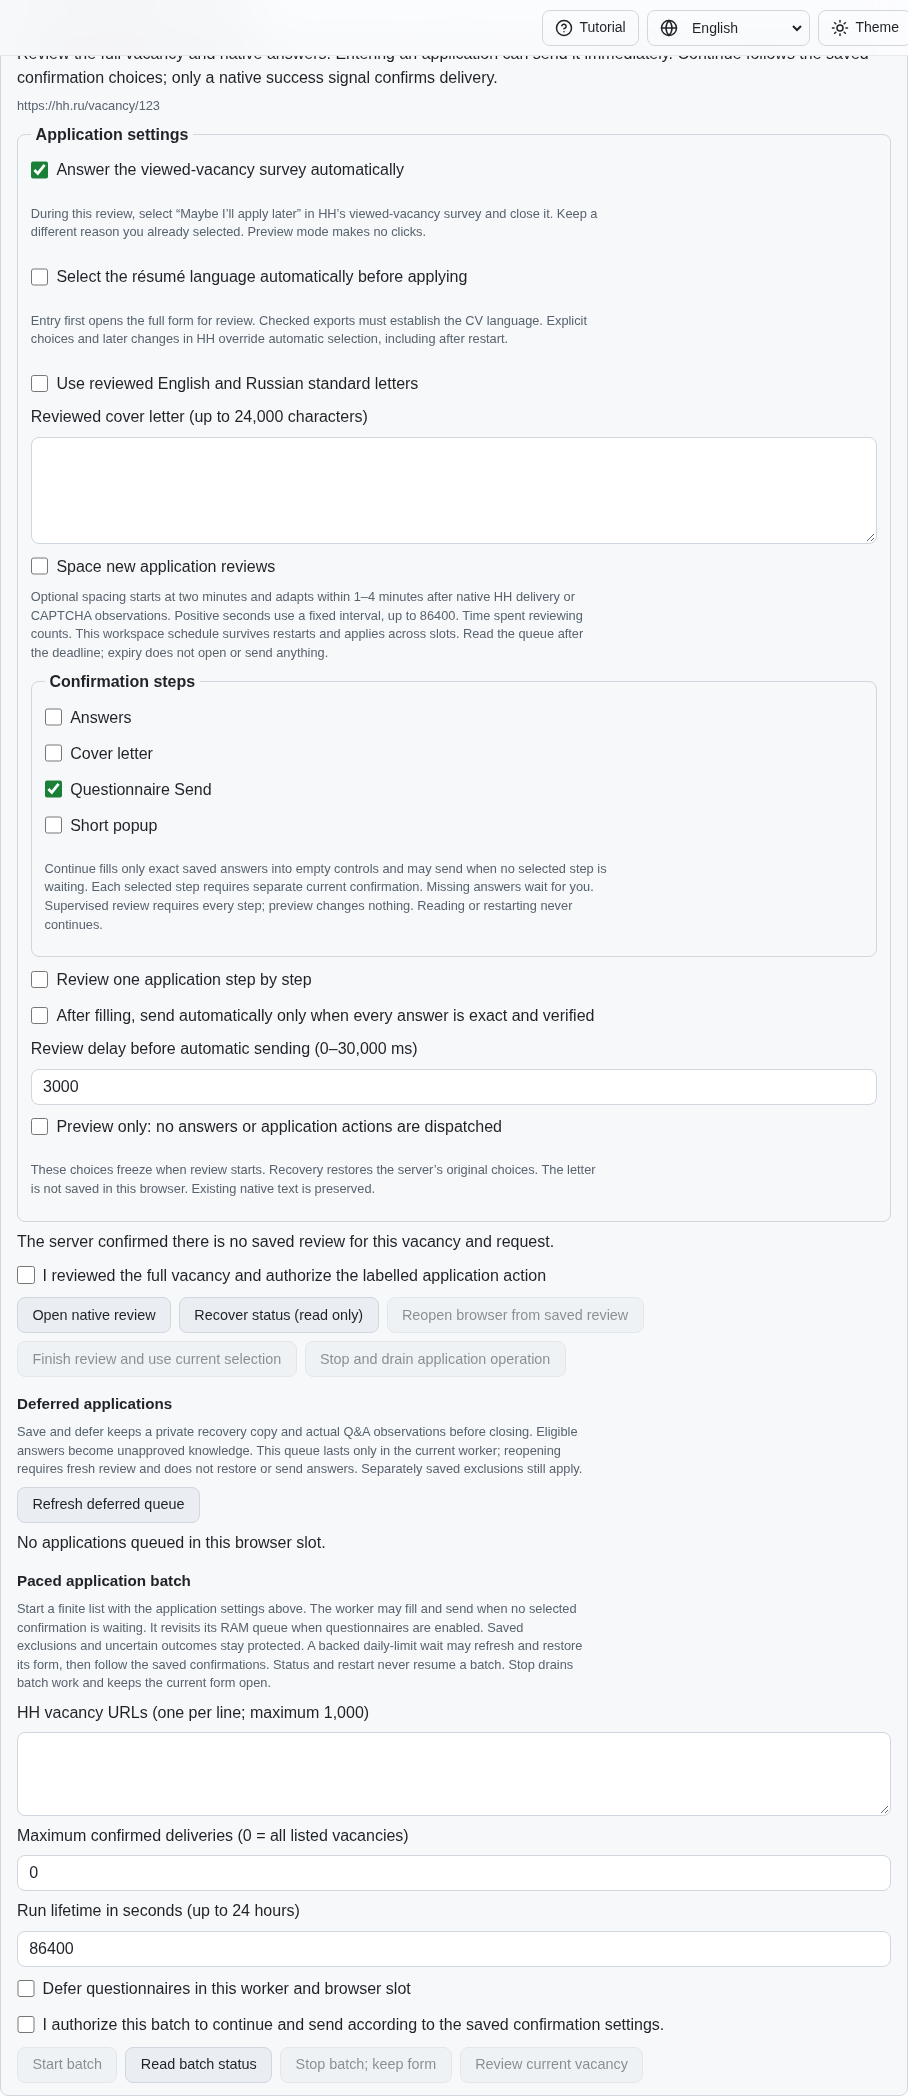 Tutorial
English
Theme
Review the full vacancy and native answers. Entering an application can send it immediately. Continue follows the saved
confirmation choices; only a native success signal confirms delivery.
https://hh.ru/vacancy/123
Application settings
Answer the viewed-vacancy survey automatically
During this review, select “Maybe I’ll apply later” in HH’s viewed-vacancy survey and close it. Keep a
different reason you already selected. Preview mode makes no clicks.
Select the résumé language automatically before applying
Entry first opens the full form for review. Checked exports must establish the CV language. Explicit
choices and later changes in HH override automatic selection, including after restart.
Use reviewed English and Russian standard letters
Reviewed cover letter (up to 24,000 characters)
Space new application reviews
Optional spacing starts at two minutes and adapts within 1–4 minutes after native HH delivery or
CAPTCHA observations. Positive seconds use a fixed interval, up to 86400. Time spent reviewing
counts. This workspace schedule survives restarts and applies across slots. Read the queue after
the deadline; expiry does not open or send anything.
Confirmation steps
Answers
Cover letter
Questionnaire Send
Short popup
Continue fills only exact saved answers into empty controls and may send when no selected step is
waiting. Each selected step requires separate current confirmation. Missing answers wait for you.
Supervised review requires every step; preview changes nothing. Reading or restarting never
continues.
Review one application step by step
After filling, send automatically only when every answer is exact and verified
Review delay before automatic sending (0–30,000 ms)
3000
Preview only: no answers or application actions are dispatched
These choices freeze when review starts. Recovery restores the server’s original choices. The letter
is not saved in this browser. Existing native text is preserved.
The server confirmed there is no saved review for this vacancy and request.
I reviewed the full vacancy and authorize the labelled application action
Open native review
Recover status (read only)
Reopen browser from saved review
Finish review and use current selection
Stop and drain application operation
Deferred applications
Save and defer keeps a private recovery copy and actual Q&A observations before closing. Eligible
answers become unapproved knowledge. This queue lasts only in the current worker; reopening
requires fresh review and does not restore or send answers. Separately saved exclusions still apply.
Refresh deferred queue
No applications queued in this browser slot.
Paced application batch
Start a finite list with the application settings above. The worker may fill and send when no selected
confirmation is waiting. It revisits its RAM queue when questionnaires are enabled. Saved
exclusions and uncertain outcomes stay protected. A backed daily-limit wait may refresh and restore
its form, then follow the saved confirmations. Status and restart never resume a batch. Stop drains
batch work and keeps the current form open.
HH vacancy URLs (one per line; maximum 1,000)
Maximum confirmed deliveries (0 = all listed vacancies)
0
Run lifetime in seconds (up to 24 hours)
86400
Defer questionnaires in this worker and browser slot
I authorize this batch to continue and send according to the saved confirmation settings.
Start batch
Read batch status
Stop batch; keep form
Review current vacancy